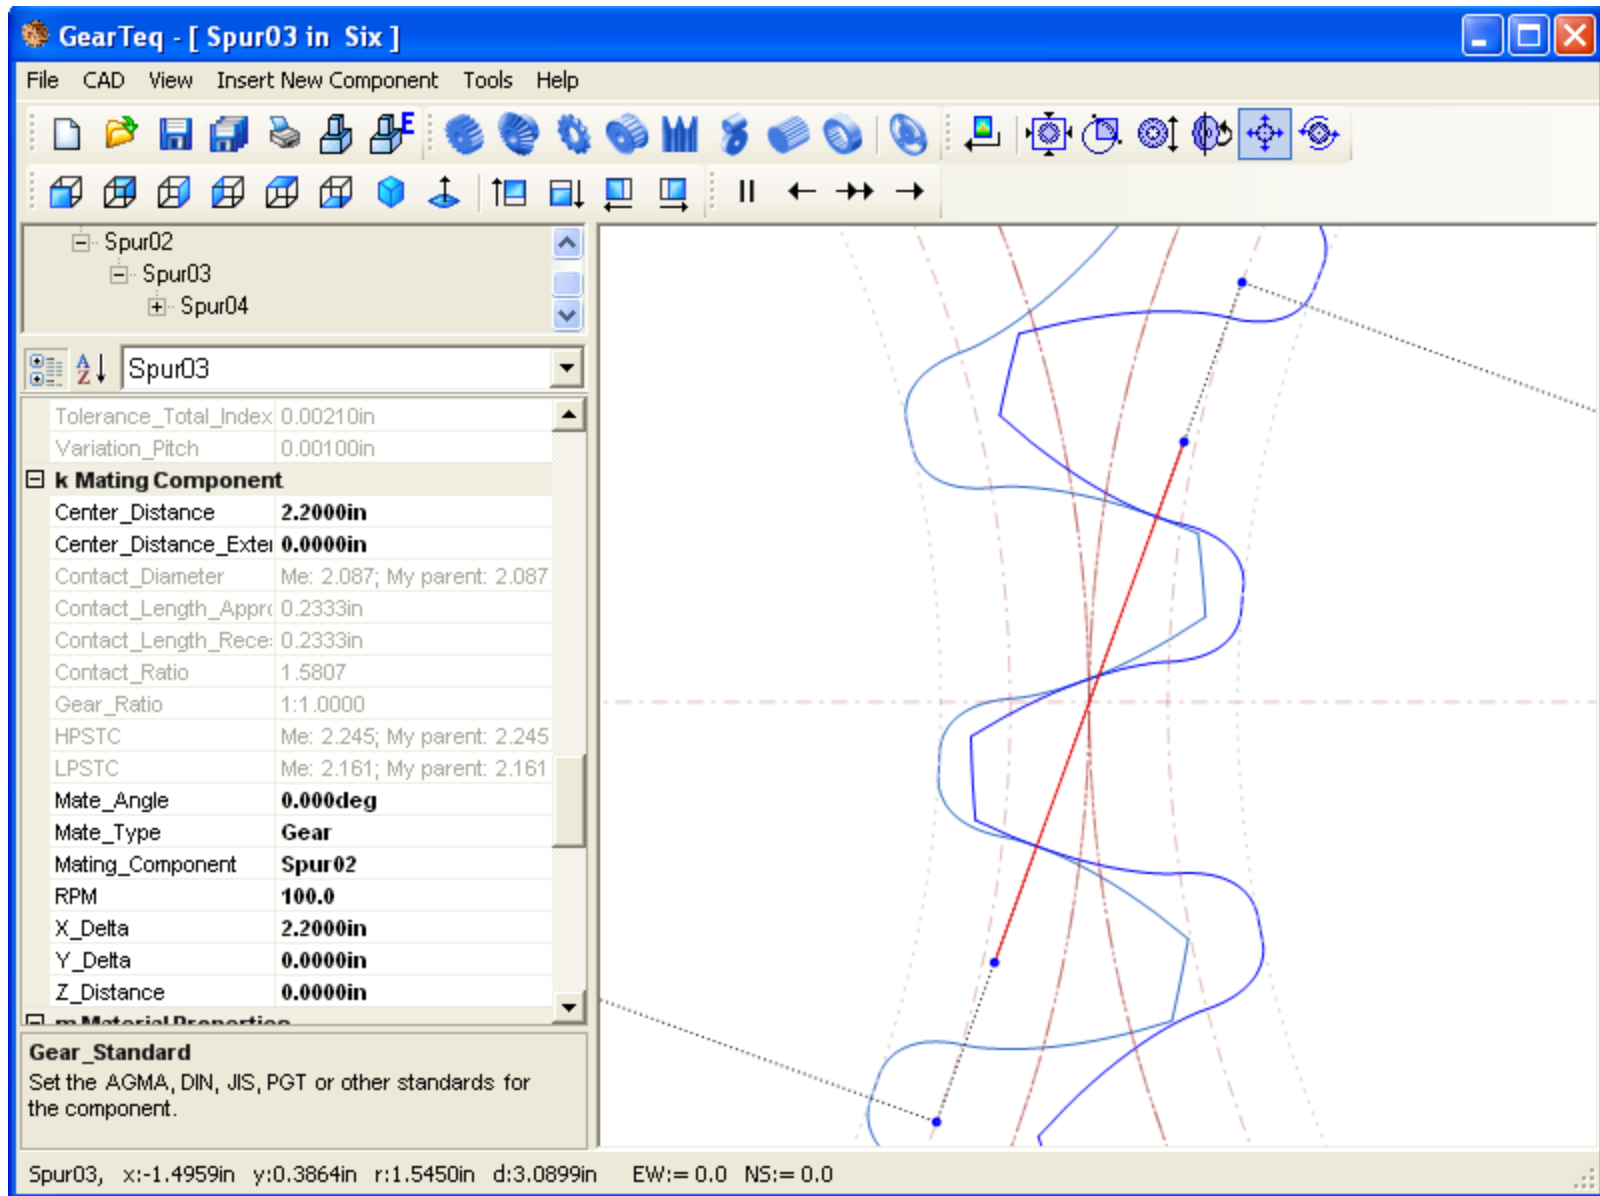 GearTeq - [ Spur03 in  Six ]
File CAD View Insert New Component Tools Help
E
Spur02
Spur03
Spur04
A
Z
Spur03
Tolerance_Total_Index 0.00210in
Variation_Pitch 0.00100in
k Mating Component
Center_Distance 2.2000in
Center_Distance_Exter 0.0000in
Contact_Diameter Me: 2.087; My parent: 2.087
Contact_Length_Appro 0.2333in
Contact_Length_Rece: 0.2333in
Contact_Ratio 1.5807
Gear_Ratio 1:1.0000
HPSTC Me: 2.245; My parent: 2.245
LPSTC Me: 2.161; My parent: 2.161
Mate_Angle 0.000deg
Mate_Type Gear
Mating_Component Spur02
RPM 100.0
X_Delta 2.2000in
Y_Delta 0.0000in
Z_Distance 0.0000in
m Material Properties
Gear_Standard
Set the AGMA, DIN, JIS, PGT or other standards for
the component.
Spur03, x:-1.4959in y:0.3864in r:1.5450in d:3.0899in EW:= 0.0 NS:= 0.0